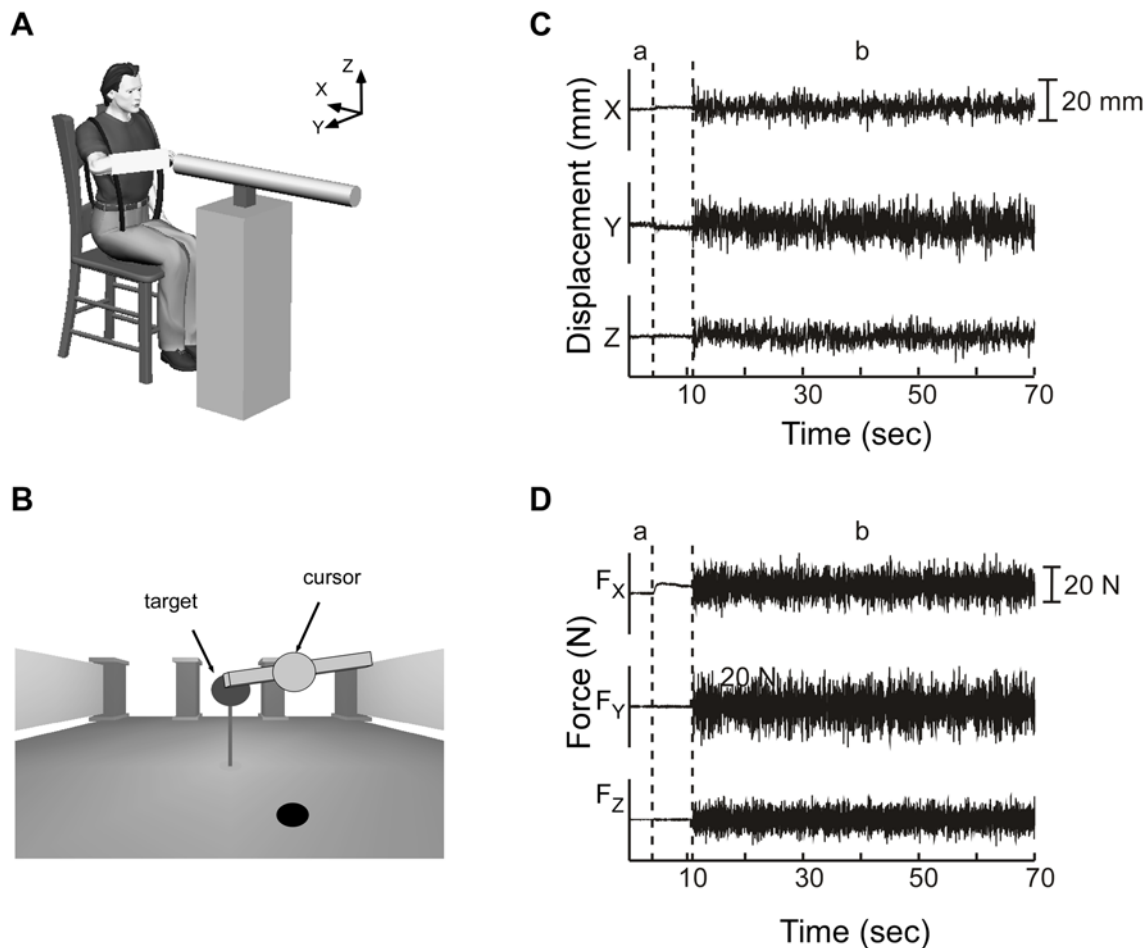 A
Z
X
Y
B
target
cursor
C
a
b
X
Y
Z
Displacement (mm)
20 mm
10 30 50 70
Time (sec)
D
a
b
FX
FY
FZ
Force (N)
20 N
20 N
10 30 50 70
Time (sec)